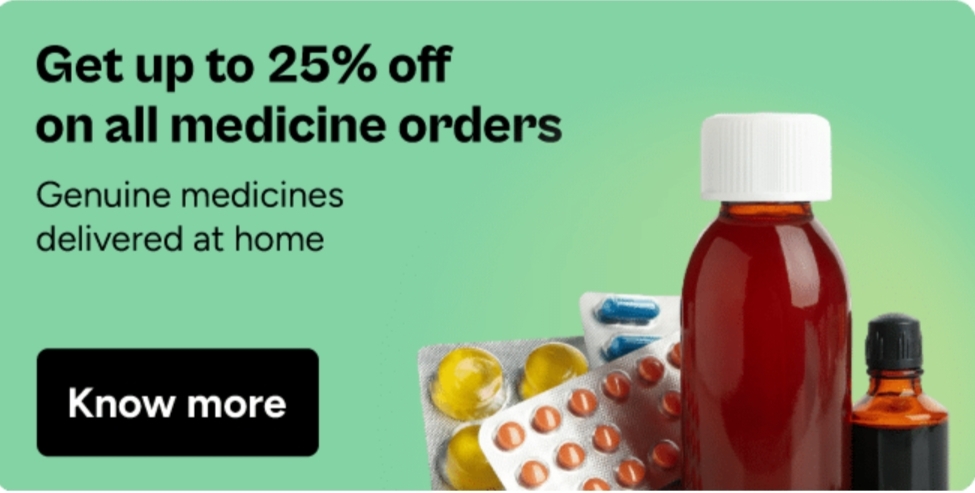 Get up to 25% off
on all medicine orders
Genuine medicines
delivered at home
Know more